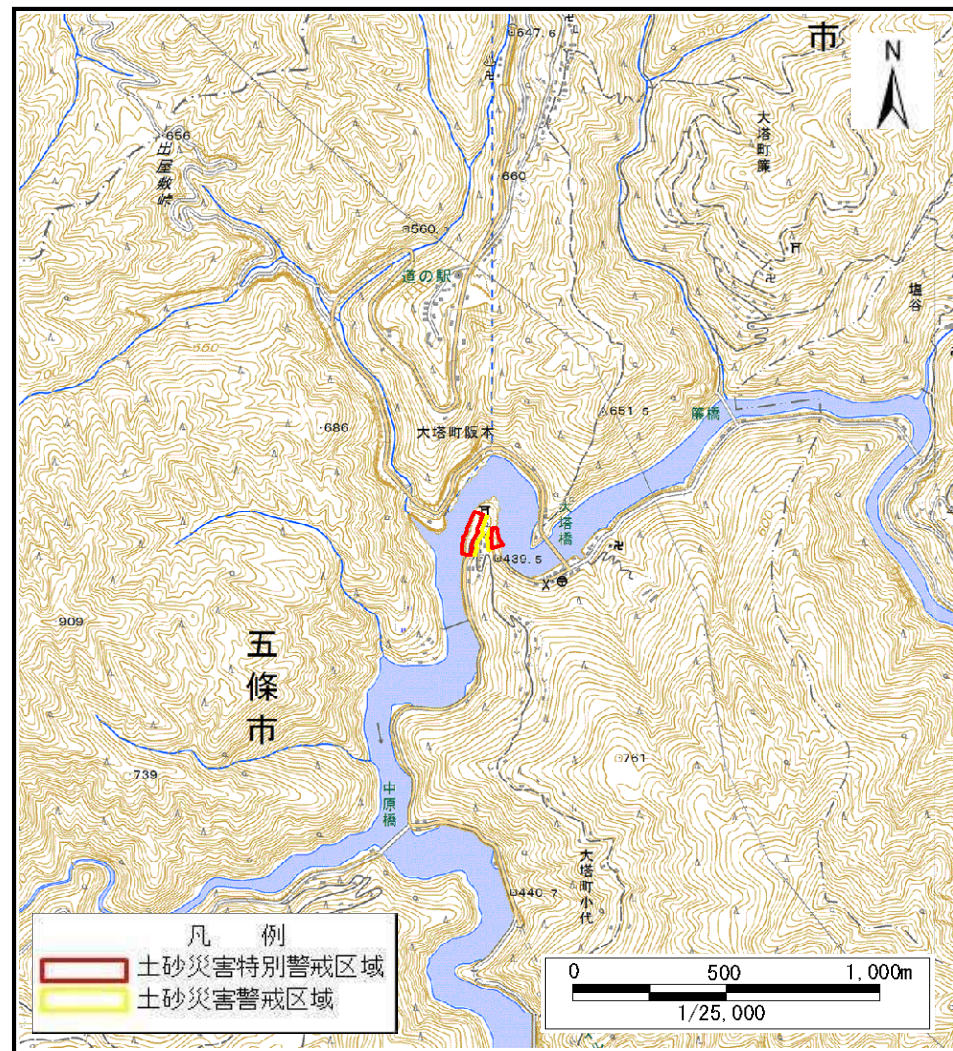 市
N
647.6
大塔町簾
656
出屋敷峠
660
560.
道の駅
塩谷
550
651.5
簾橋
686
大塔町阪本
大塔橋
439.5
909
五條市
761
739
中原橋
大塔町小代
440.7
凡 例
土砂災害特別警戒区域
土砂災害警戒区域
0 500 1,000m
1/25,000